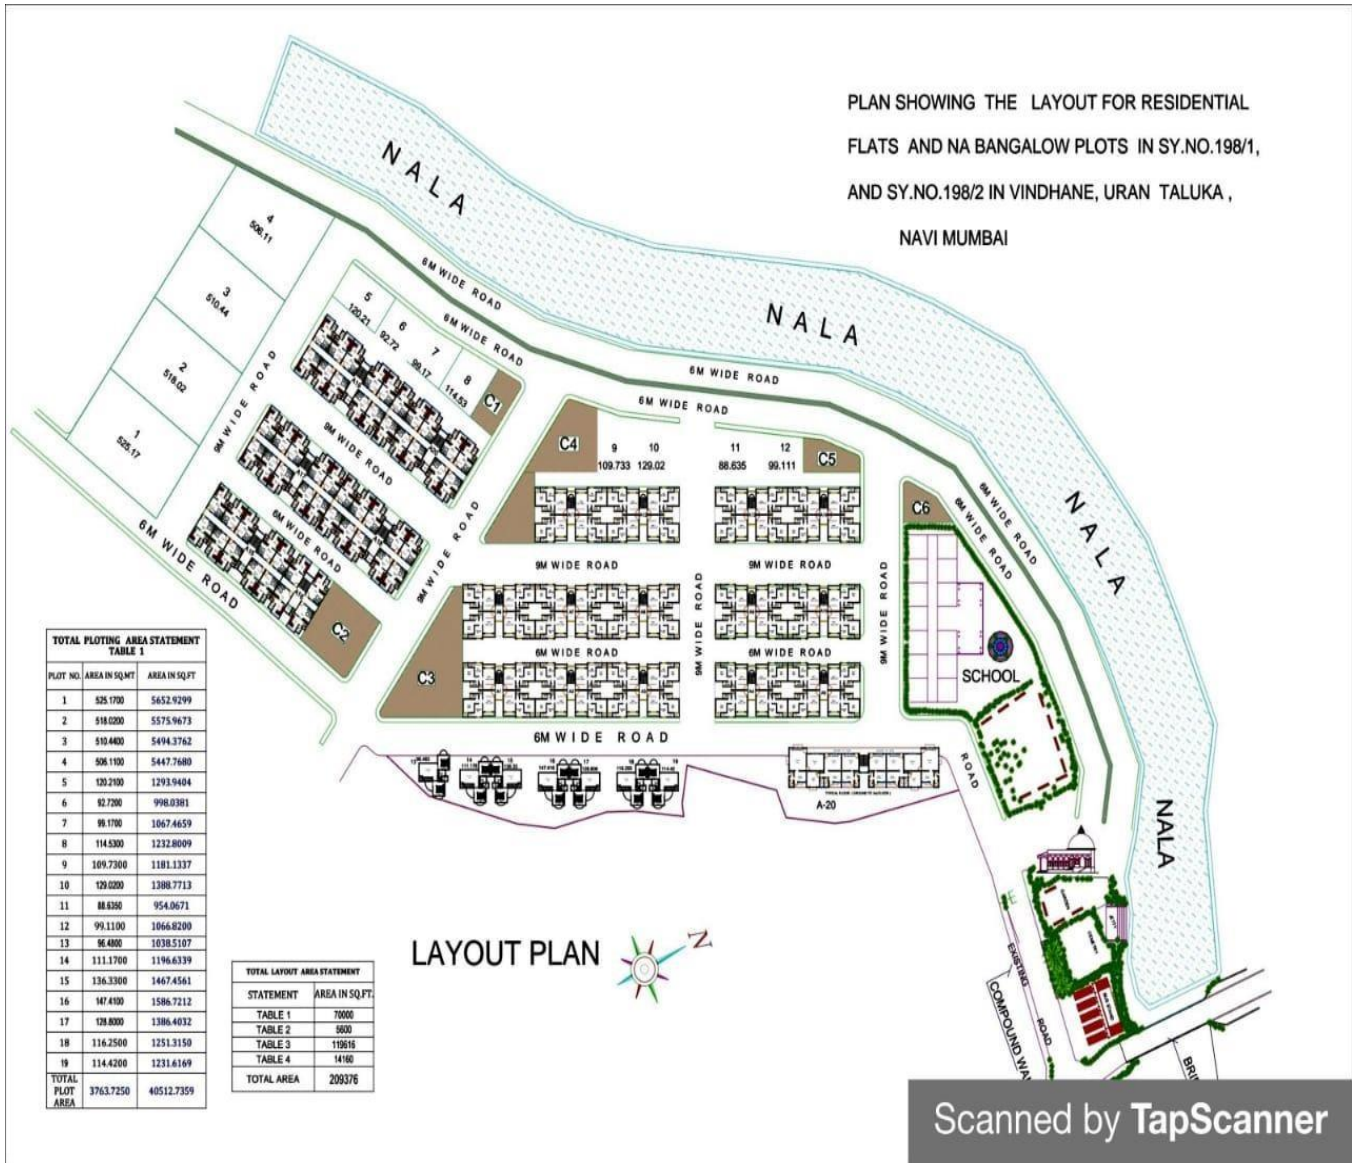 PLAN SHOWING THE LAYOUT FOR RESIDENTIAL
FLATS AND NA BANGALOW PLOTS IN SY.NO.198/1,
AND SY.NO.198/2 IN VINDHANE, URAN TALUKA ,
NAVI MUMBAI
NALA
NALA
NALA
NALA
6M WIDE ROAD
6M WIDE ROAD
6M WIDE ROAD
6M WIDE ROAD
6M WIDE ROAD
6M WIDE ROAD
4
506.11
3
510.44
2
518.02
1
525.17
5
120.21
6
92.72
7
99.17
8
114.53
C1
9M WIDE ROAD
9M WIDE ROAD
6M WIDE ROAD
9M WIDE ROAD
6M WIDE ROAD
C2
C4
9
109.733
10
129.02
11
88.635
12
99.111
C5
C6
9M WIDE ROAD
9M WIDE ROAD
9M WIDE ROAD
9M WIDE ROAD
6M WIDE ROAD
6M WIDE ROAD
C3
SCHOOL
6M WIDE ROAD
ROAD
A-20
EXISTING
ROAD
COMPOUND
LAYOUT PLAN
N
TOTAL PLOTING AREA STATEMENT
TABLE 1
PLOT NO. AREA IN SQ.MT AREA IN SQ.FT
1 525.1700 5652.9299
2 518.0200 5575.9673
3 510.4400 5494.3762
4 506.1100 5447.7680
5 120.2100 1293.9404
6 92.7200 998.0381
7 99.1700 1067.4659
8 114.5300 1232.8009
9 109.7300 1181.1337
10 129.0200 1388.7713
11 88.6350 954.0671
12 99.1100 1066.8200
13 96.4800 1038.5107
14 111.1700 1196.6339
15 136.3300 1467.4561
16 147.4100 1586.7212
17 128.8000 1386.4032
18 116.2500 1251.3150
19 114.4200 1231.6169
TOTAL PLOT AREA 3763.7250 40512.7359
TOTAL LAYOUT AREA STATEMENT
STATEMENT AREA IN SQ.FT.
TABLE 1 70000
TABLE 2 5600
TABLE 3 119616
TABLE 4 14160
TOTAL AREA 209376
Scanned by TapScanner